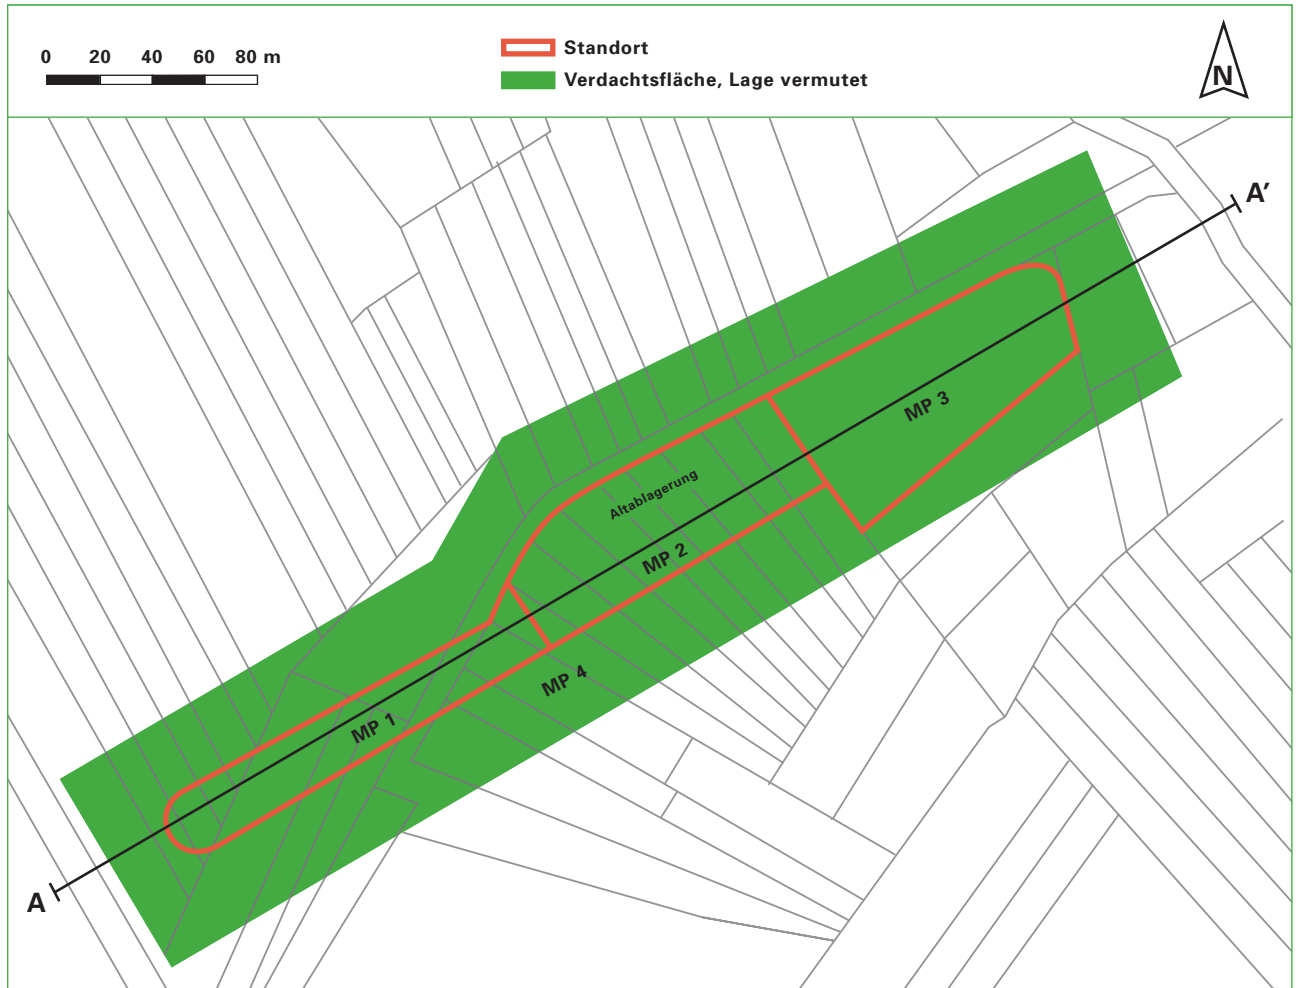 0 20 40 60 80 m
Standort
Verdachtsfläche, Lage vermutet
N
A’
MP 3
Altablagerung
MP 2
MP 4
MP 1
A